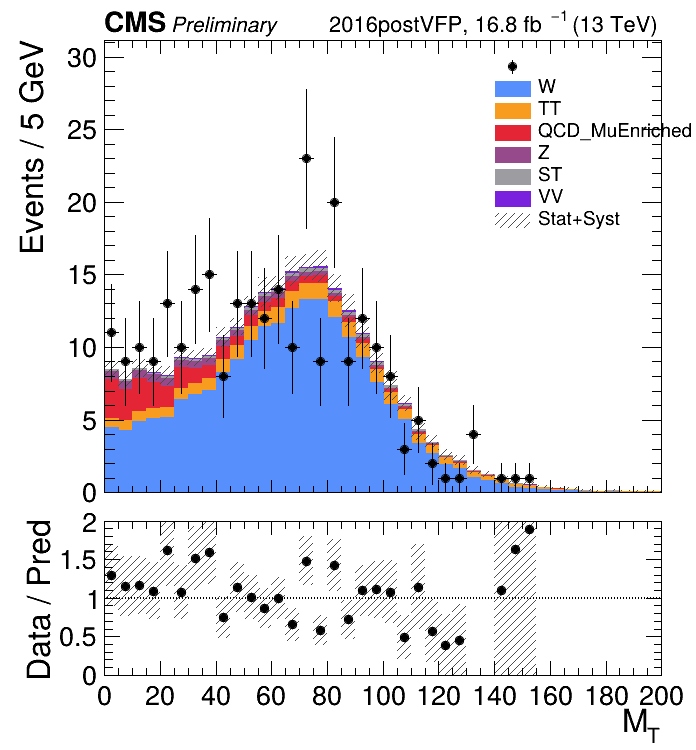 CMS Preliminary 2016postVFP, 16.8 fb⁻¹ (13 TeV)
Events / 5 GeV
30
25
20
15
10
5
0
W
TT
QCD_MuEnriched
Z
ST
VV
Stat+Syst
Data / Pred
2
1.5
1
0.5
0
0 20 40 60 80 100 120 140 160 180 200
M_T